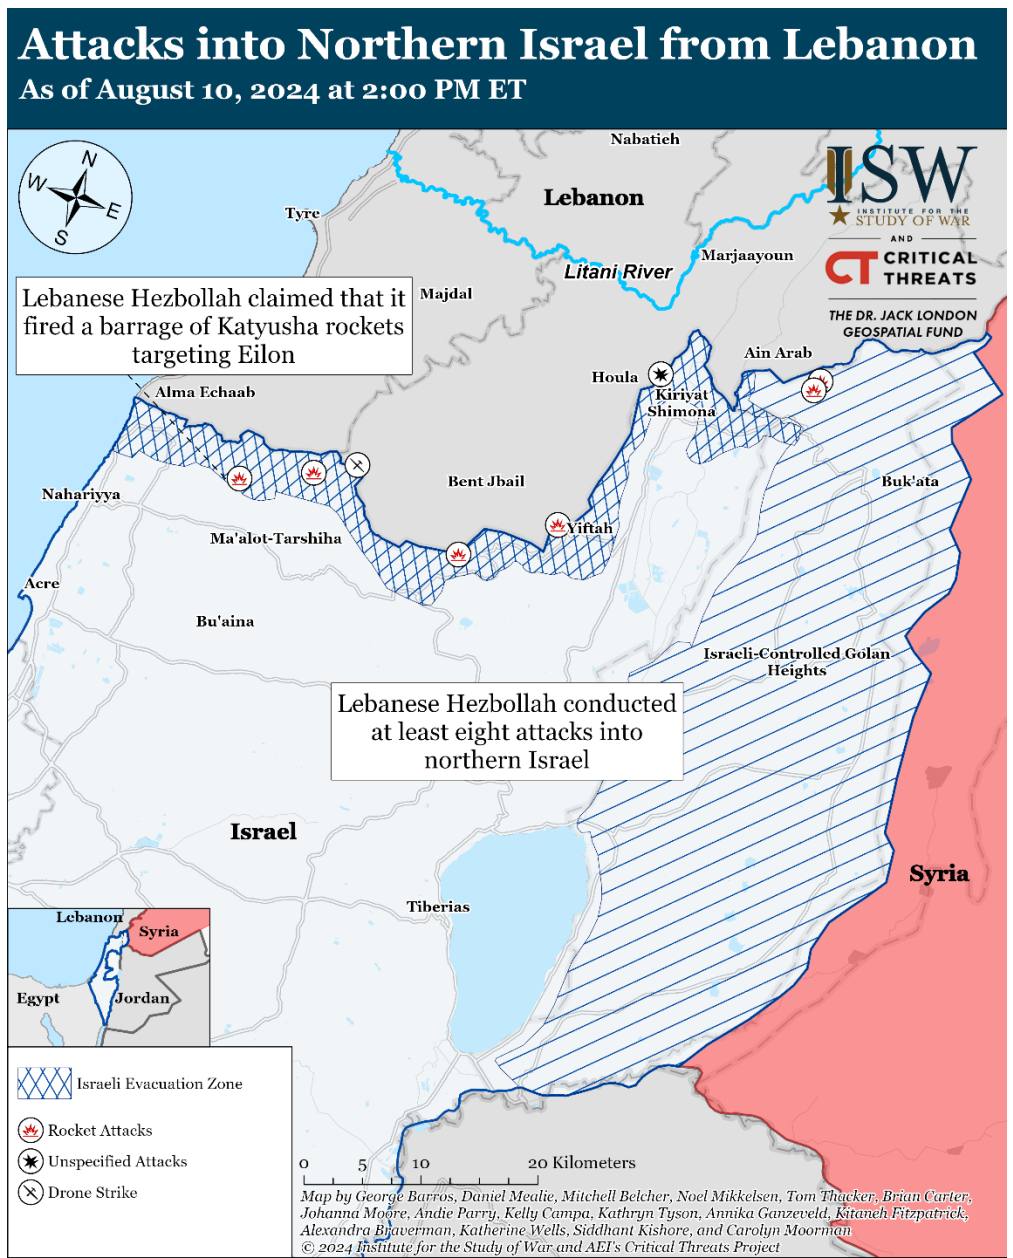 Attacks into Northern Israel from Lebanon
As of August 10, 2024 at 2:00 PM ET
N
W
E
S
Nabatieh
Lebanon
ISW
INSTITUTE FOR THE
STUDY OF WAR
AND
CT CRITICAL
THREATS
THE DR. JACK LONDON
GEOSPATIAL FUND
Tyre
Litani River
Marjaayoun
Majdal
Lebanese Hezbollah claimed that it
fired a barrage of Katyusha rockets
targeting Eilon
Ain Arab
Houla
Kiriyat
Shimona
Alma Echaab
Bent Jbail
Buk'ata
Nahariyya
Yiftah
Ma'alot-Tarshiha
Acre
Bu'aina
Israeli-Controlled Golan
Heights
Lebanese Hezbollah conducted
at least eight attacks into
northern Israel
Israel
Syria
Tiberias
Lebanon
Syria
Egypt
Jordan
Israeli Evacuation Zone
Rocket Attacks
Unspecified Attacks
Drone Strike
0 5 10 20 Kilometers
Map by George Barros, Daniel Mealie, Mitchell Belcher, Noel Mikkelsen, Tom Thacker, Brian Carter,
Johanna Moore, Andie Parry, Kelly Campa, Kathryn Tyson, Annika Ganzeveld, Kitaneh Fitzpatrick,
Alexandra Braverman, Katherine Wells, Siddhant Kishore, and Carolyn Moorman
© 2024 Institute for the Study of War and AEI's Critical Threats Project